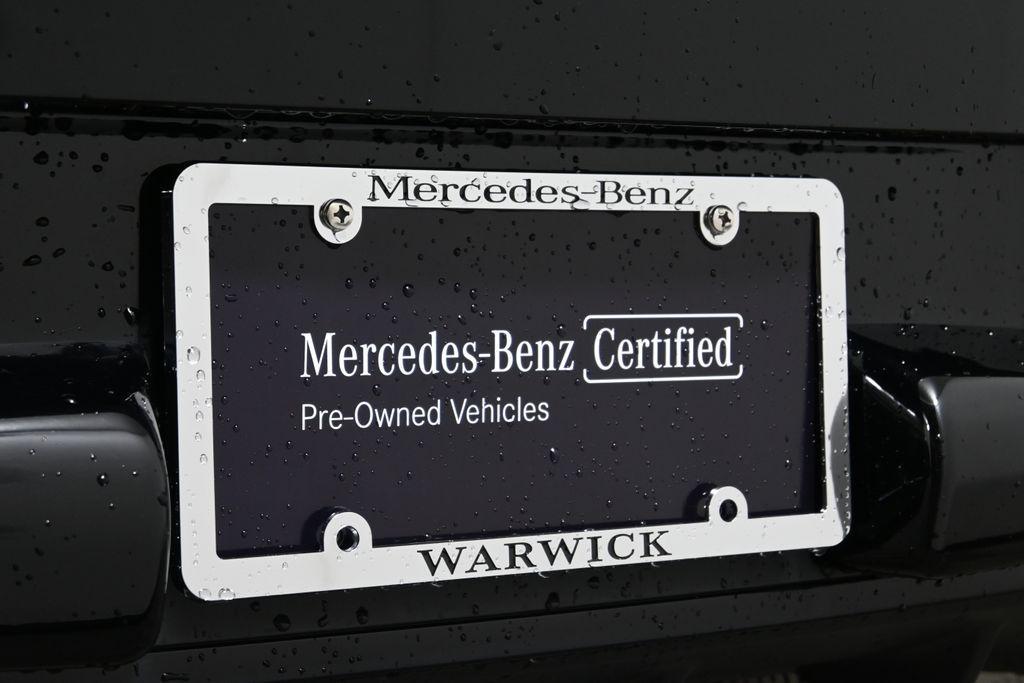 Mercedes-Benz
Mercedes-Benz Certified
Pre-Owned Vehicles
WARWICK